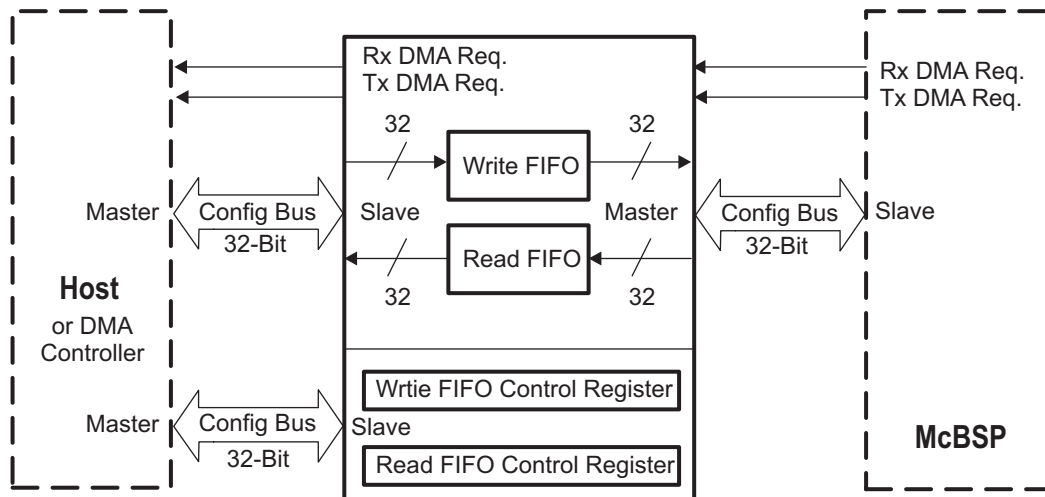 Rx DMA Req.
Tx DMA Req.
Rx DMA Req.
Tx DMA Req.
32
32
Write FIFO
Master
Config Bus
32-Bit
Slave
Master
Config Bus
32-Bit
Slave
Read FIFO
32
32
Host
or DMA
Controller
Wrtie FIFO Control Register
Master
Config Bus
32-Bit
Slave
Read FIFO Control Register
McBSP